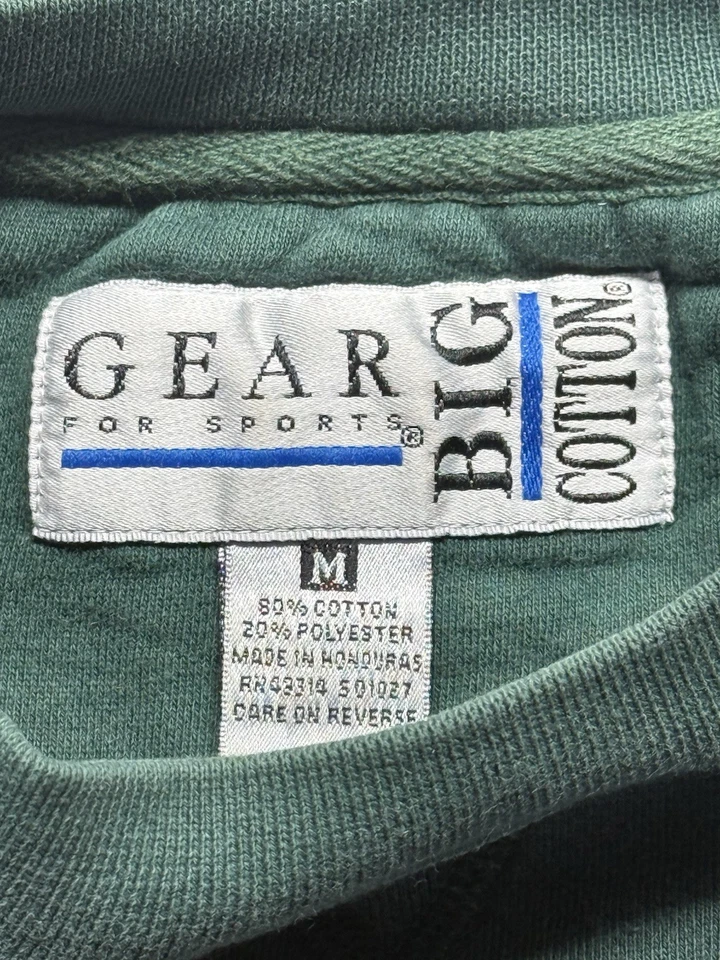 GEAR
FOR SPORTS®
BIG
COTTON®
M
80% COTTON
20% POLYESTER
MADE IN HONDURAS
RN43314 501027
CARE ON REVERSE